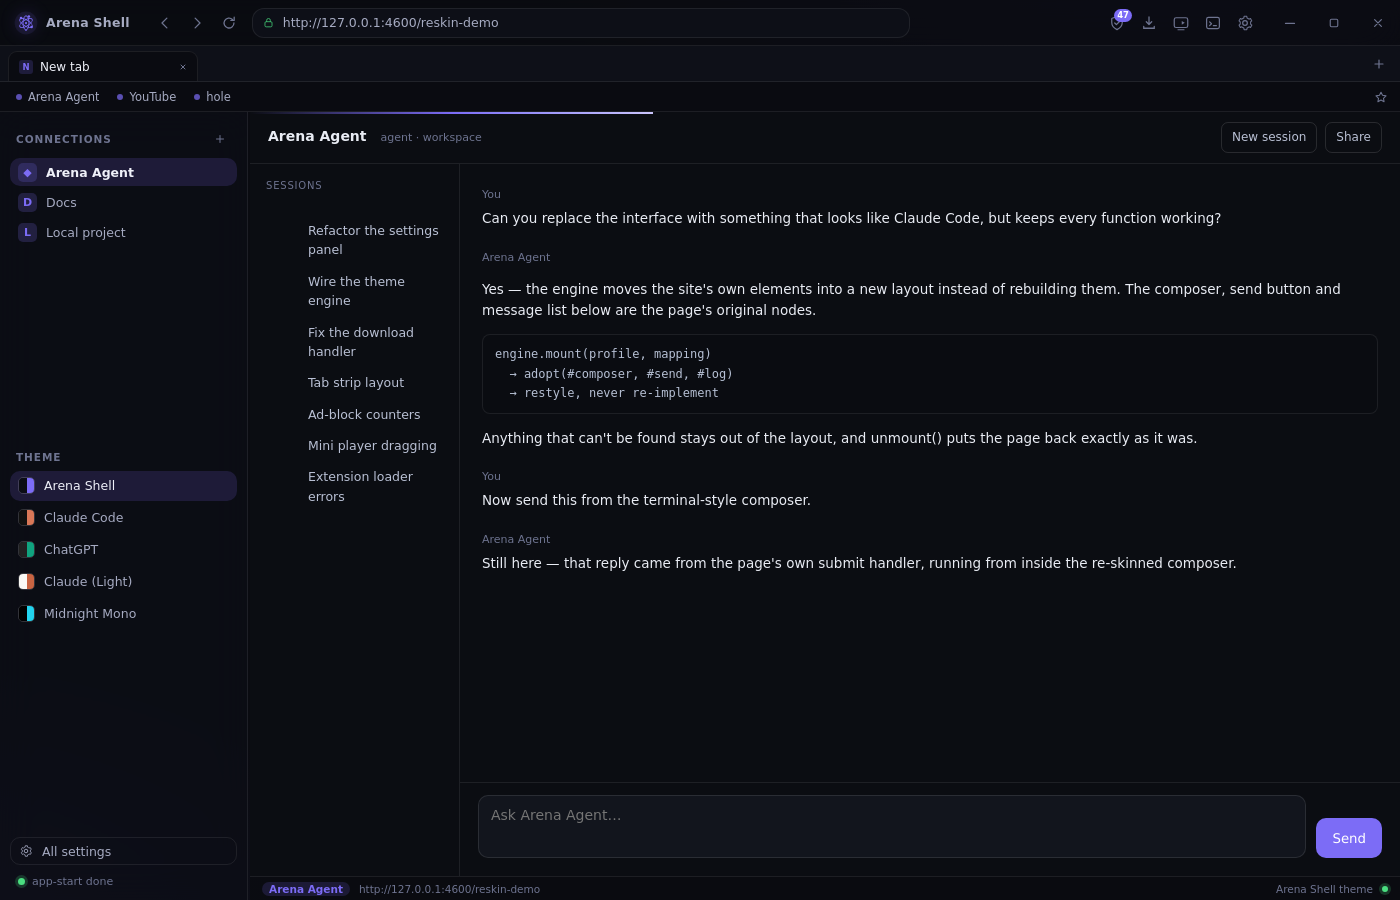 Arena Shell
http://127.0.0.1:4600/reskin-demo
47
N New tab
Arena Agent YouTube hole
CONNECTIONS
Arena Agent
D Docs
L Local project
THEME
Arena Shell
Claude Code
ChatGPT
Claude (Light)
Midnight Mono
All settings
app-start done
Arena Agent agent · workspace
New session Share
SESSIONS
Refactor the settings
panel
Wire the theme
engine
Fix the download
handler
Tab strip layout
Ad-block counters
Mini player dragging
Extension loader
errors
You
Can you replace the interface with something that looks like Claude Code, but keeps every function working?
Arena Agent
Yes — the engine moves the site's own elements into a new layout instead of rebuilding them. The composer, send button and
message list below are the page's original nodes.
engine.mount(profile, mapping)
→ adopt(#composer, #send, #log)
→ restyle, never re-implement
Anything that can't be found stays out of the layout, and unmount() puts the page back exactly as it was.
You
Now send this from the terminal-style composer.
Arena Agent
Still here — that reply came from the page's own submit handler, running from inside the re-skinned composer.
Ask Arena Agent...
Send
Arena Agent http://127.0.0.1:4600/reskin-demo
Arena Shell theme